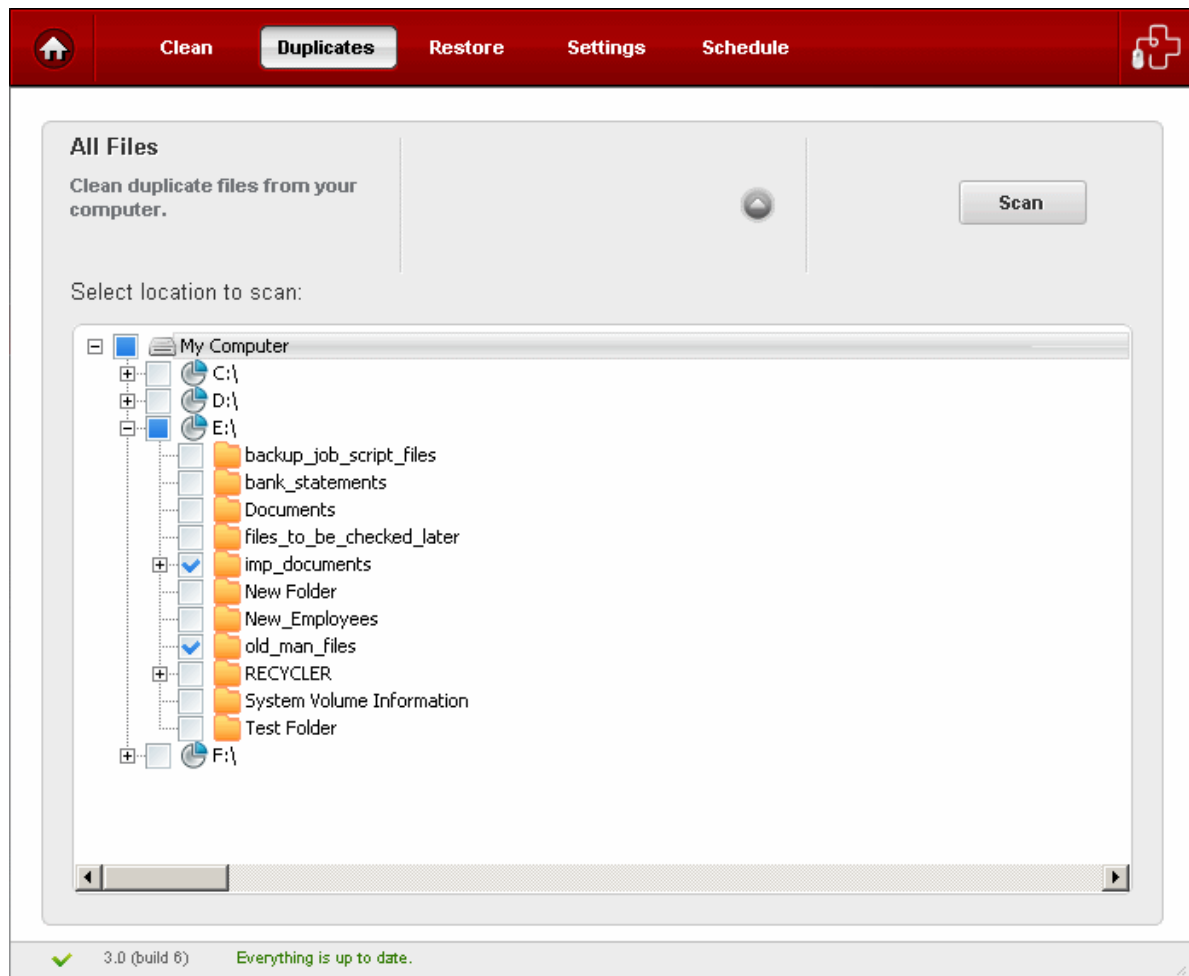 Clean Duplicates Restore Settings Schedule
All Files
Clean duplicate files from your
computer.
Scan
Select location to scan:
My Computer
C:\
D:\
E:\
backup_job_script_files
bank_statements
Documents
files_to_be_checked_later
imp_documents
New Folder
New_Employees
old_man_files
RECYCLER
System Volume Information
Test Folder
F:\
3.0 (build 6) Everything is up to date.